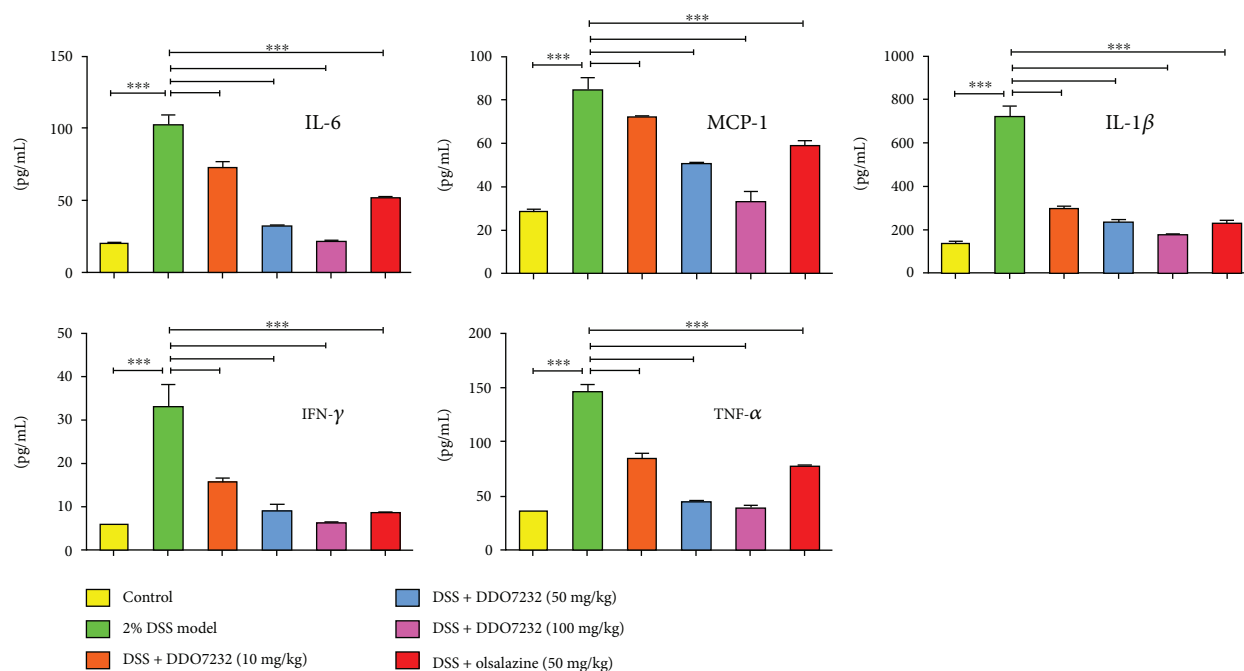 ***
***
150
100
50
0
(pg/mL)
IL-6
***
***
100
80
60
40
20
0
(pg/mL)
MCP-1
***
***
1000
800
600
400
200
0
(pg/mL)
IL-1β
***
***
50
40
30
20
10
0
(pg/mL)
IFN-γ
***
***
200
150
100
50
0
(pg/mL)
TNF-α
Control
2% DSS model
DSS + DDO7232 (10 mg/kg)
DSS + DDO7232 (50 mg/kg)
DSS + DDO7232 (100 mg/kg)
DSS + olsalazine (50 mg/kg)